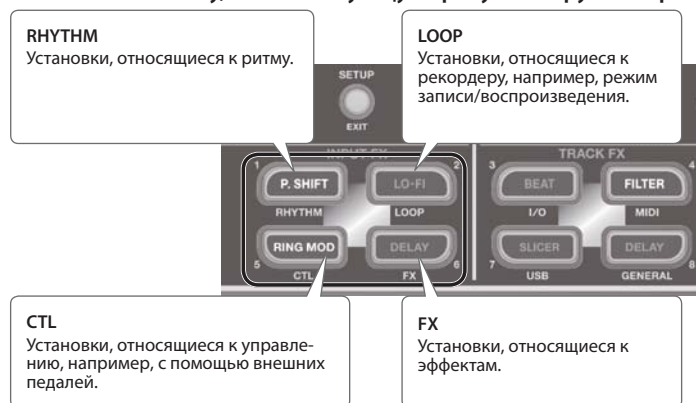 RHYTHM
Установки, относящиеся к ритму.
LOOP
Установки, относящиеся к
рекордеру, например, режим
записи/воспроизведения.
SETUP
EXIT
TRACK FX
1
P. SHIFT
LO-FI
2
3
BEAT
FILTER
4
RHYTHM
LOOP
I/O
MIDI
RING MOD
DELAY
SLICER
DELAY
5
CTL
FX
6
7
USB
GENERAL
8
CTL
Установки, относящиеся к управле-
нию, например, с помощью внешних
педалей.
FX
Установки, относящиеся к
эффектам.